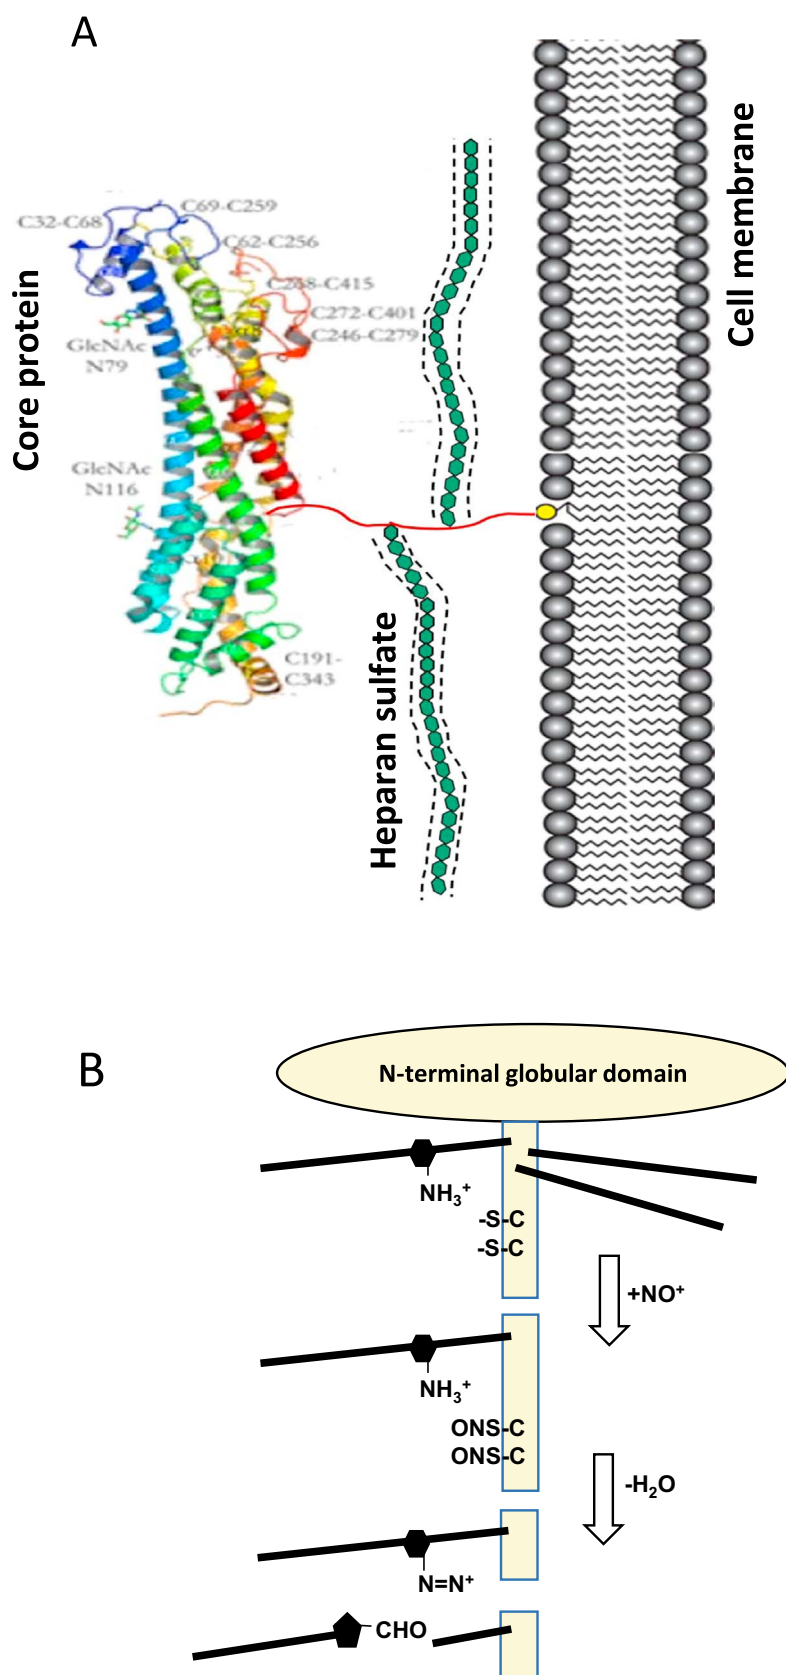 A
C69-C259
C32-C68
C62-C256
C268-C415
C272-C401
C246-C279
GlcNAc
N79
GlcNAc
N116
C191-
C343
Core protein
Heparan sulfate
Cell membrane
B
N-terminal globular domain
NH₃⁺
-S-C
-S-C
+NO⁺
NH₃⁺
ONS-C
ONS-C
-H₂O
N=N⁺
CHO